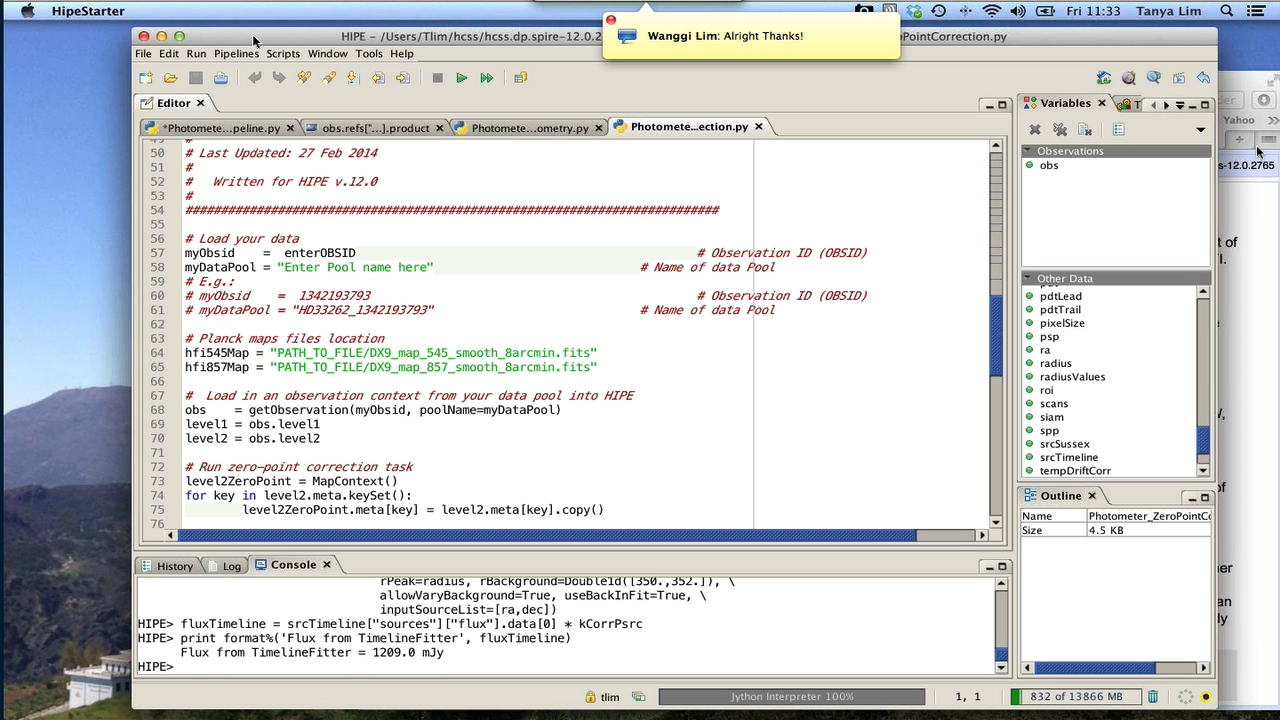 HipeStarter
Fri 11:33 Tanya Lim
HIPE – /Users/Tlim/hcss/hcss.dp.spire-12.0.2
oPointCorrection.py
Wanggi Lim: Alright Thanks!
File Edit Run Pipelines Scripts Window Tools Help
Editor
*Photomete...peline.py
obs.refs["...].product
Photomete...ometry.py
Photomete...ection.py
50 # Last Updated: 27 Feb 2014
51 #
52 #   Written for HIPE v.12.0
53 #
54 ###########################################################################
55
56 # Load your data
57 myObsid    =  enterOBSID # Observation ID (OBSID)
58 myDataPool = "Enter Pool name here" # Name of data Pool
59 # E.g.:
60 # myObsid    =  1342193793 # Observation ID (OBSID)
61 # myDataPool = "HD33262_1342193793" # Name of data Pool
62
63 # Planck maps files location
64 hfi545Map = "PATH_TO_FILE/DX9_map_545_smooth_8arcmin.fits"
65 hfi857Map = "PATH_TO_FILE/DX9_map_857_smooth_8arcmin.fits"
66
67 #  Load in an observation context from your data pool into HIPE
68 obs    = getObservation(myObsid, poolName=myDataPool)
69 level1 = obs.level1
70 level2 = obs.level2
71
72 # Run zero-point correction task
73 level2ZeroPoint = MapContext()
74 for key in level2.meta.keySet():
75         level2ZeroPoint.meta[key] = level2.meta[key].copy()
76
Variables
Observations
obs
Other Data
pdtLead
pdtTrail
pixelSize
psp
ra
radius
radiusValues
roi
scans
siam
spp
srcSussex
srcTimeline
tempDriftCorr
Outline
Name Photometer_ZeroPointCo
Size 4.5 KB
History
Log
Console
rPeak=radius, rBackground=Double1d([350.,352.]), \
allowVaryBackground=True, useBackInFit=True, \
inputSourceList=[ra,dec])
HIPE> fluxTimeline = srcTimeline["sources"]["flux"].data[0] * kCorrPsrc
HIPE> print format%('Flux from TimelineFitter', fluxTimeline)
Flux from TimelineFitter = 1209.0 mJy
HIPE>
tlim
Jython Interpreter 100%
1, 1
832 of 13866 MB
Yahoo
s-12.0.2765
t of